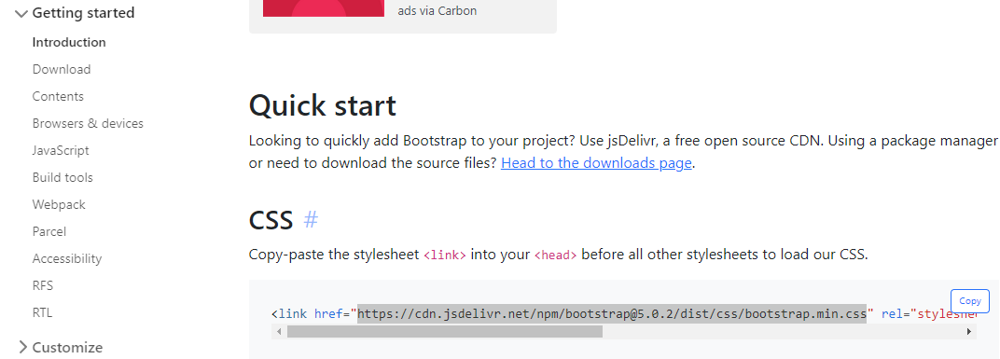 Getting started
Introduction
Download
Contents
Browsers & devices
JavaScript
Build tools
Webpack
Parcel
Accessibility
RFS
RTL
Customize
ads via Carbon
Quick start
Looking to quickly add Bootstrap to your project? Use jsDelivr, a free open source CDN. Using a package manager
or need to download the source files? Head to the downloads page.
CSS #
Copy-paste the stylesheet <link> into your <head> before all other stylesheets to load our CSS.
Copy
<link href="https://cdn.jsdelivr.net/npm/bootstrap@5.0.2/dist/css/bootstrap.min.css" rel="styleshe